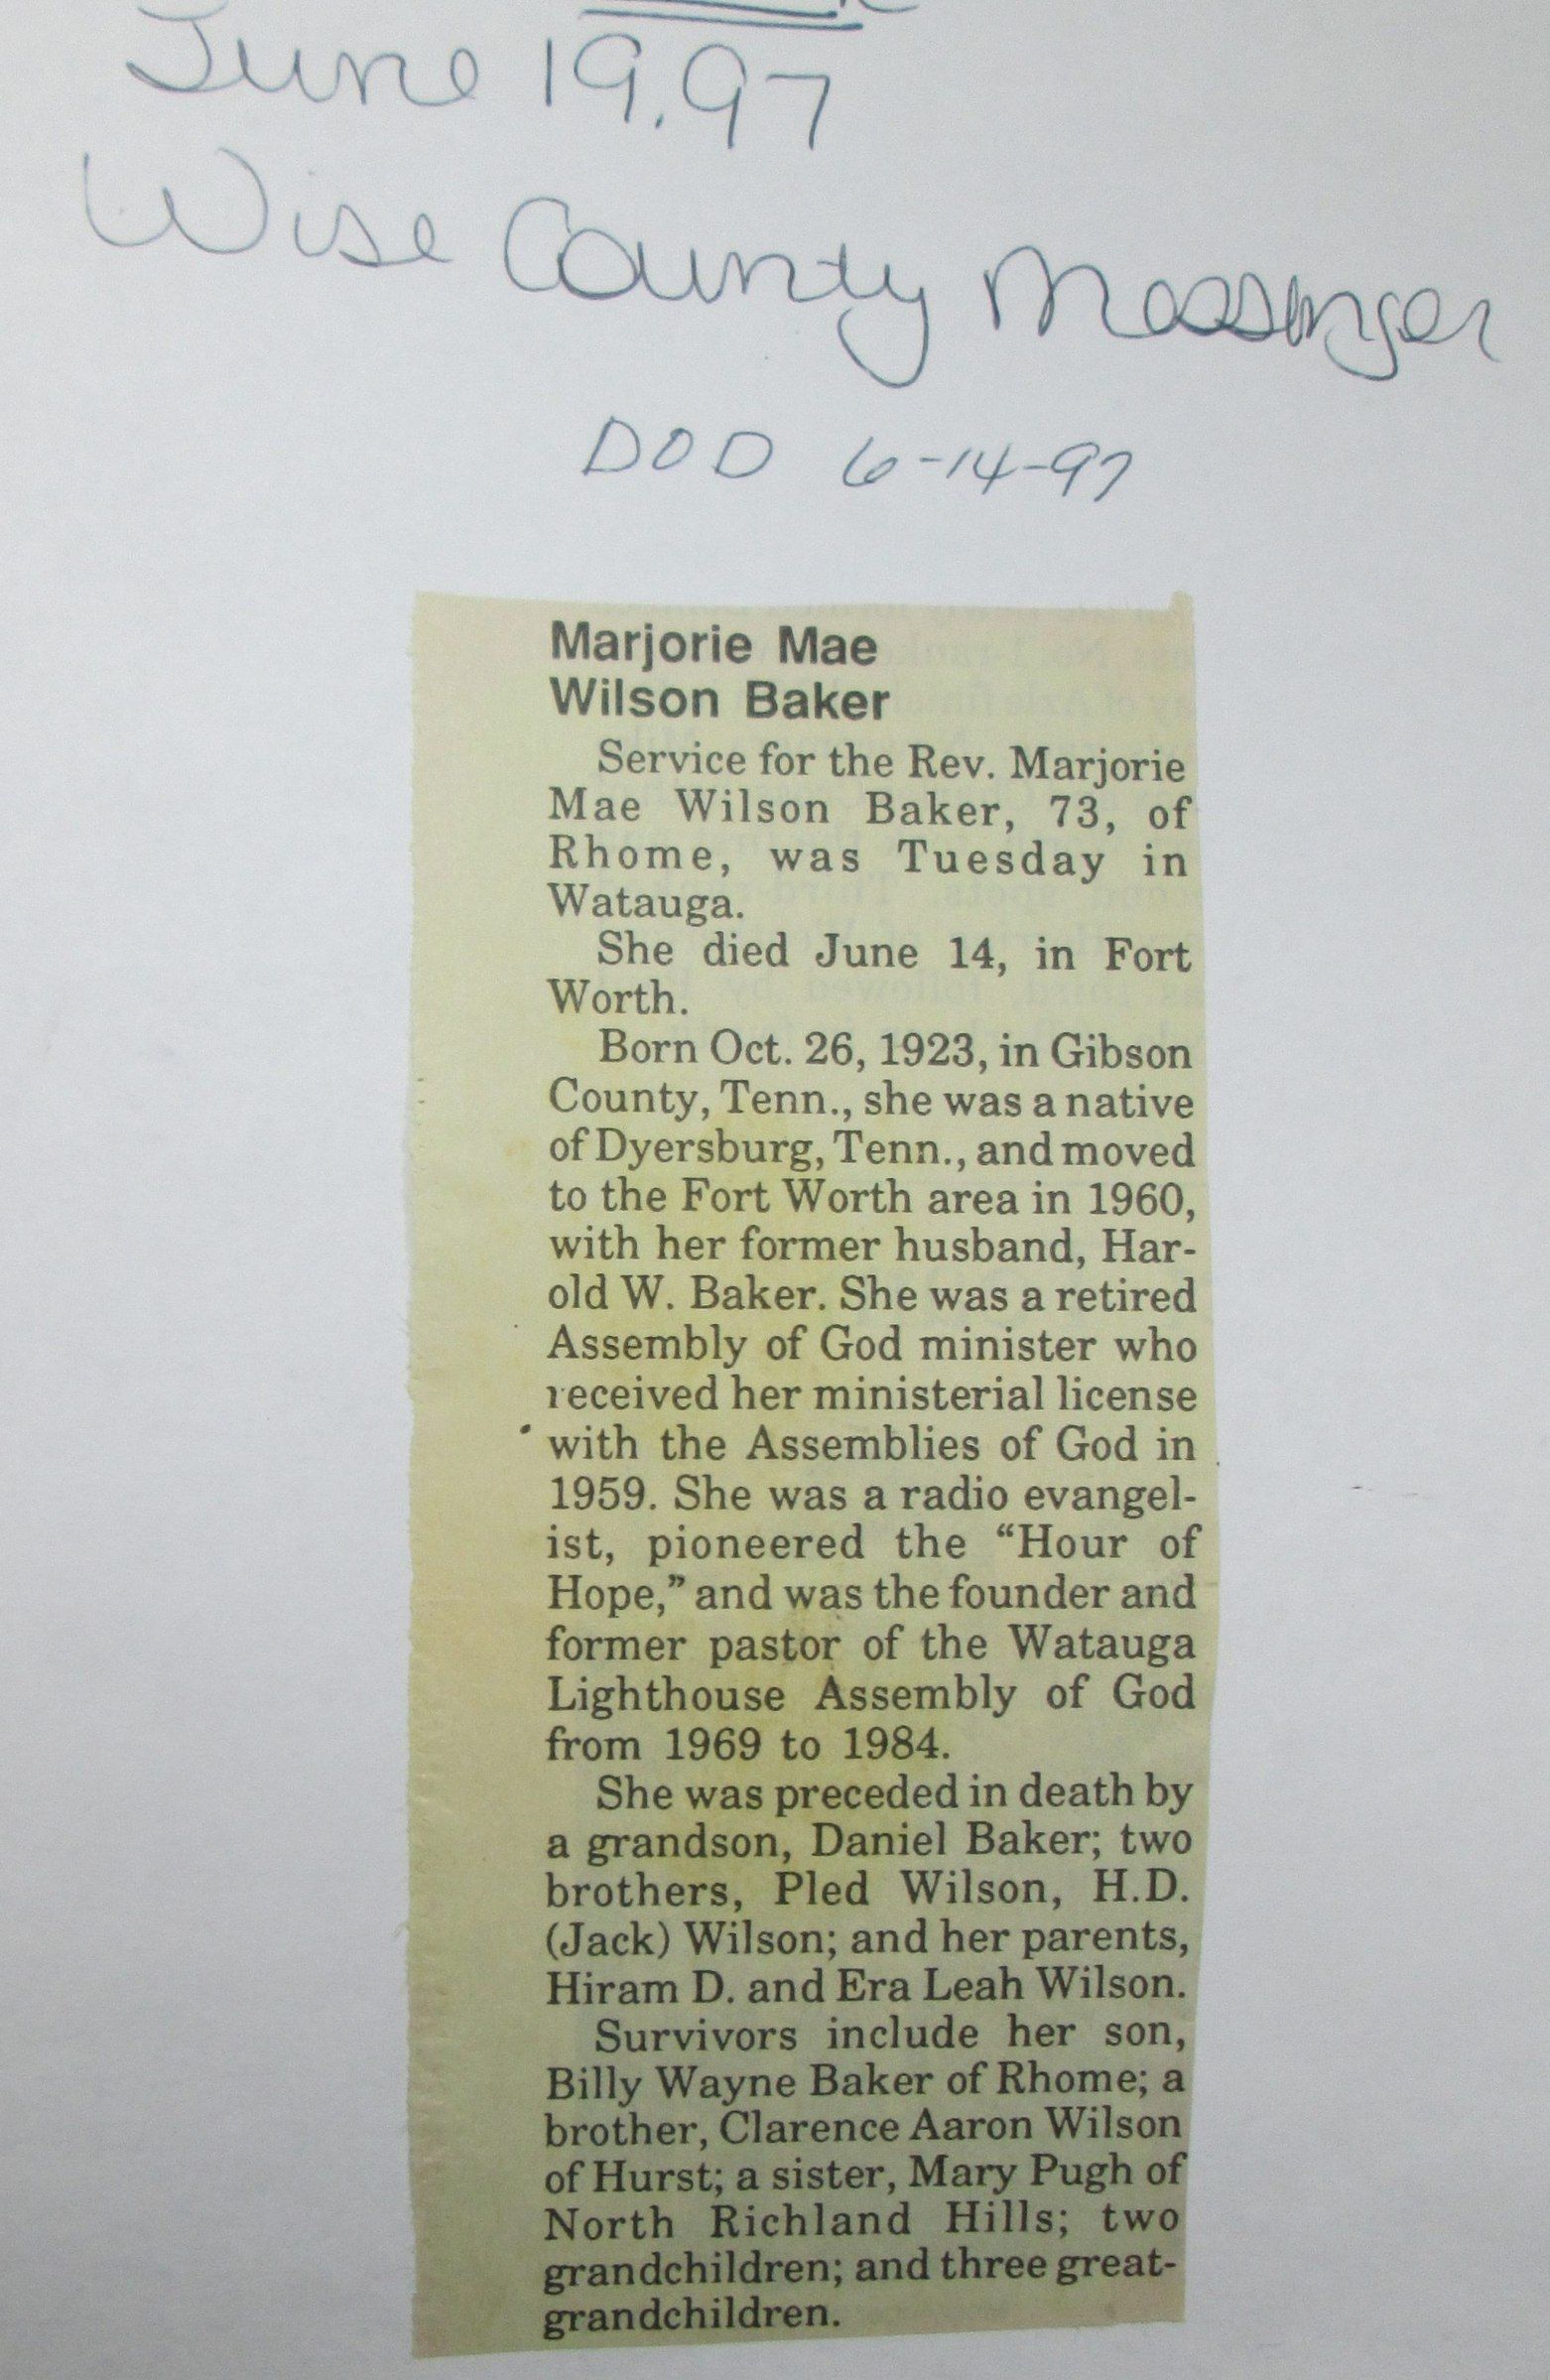 June 19, 97
Wise County Messenger
DOD 6-14-97
Marjorie Mae
Wilson Baker
Service for the Rev. Marjorie
Mae Wilson Baker, 73, of
Rhome, was Tuesday in
Watauga.
She died June 14, in Fort
Worth.
Born Oct. 26, 1923, in Gibson
County, Tenn., she was a native
of Dyersburg, Tenn., and moved
to the Fort Worth area in 1960,
with her former husband, Har-
old W. Baker. She was a retired
Assembly of God minister who
received her ministerial license
with the Assemblies of God in
1959. She was a radio evangel-
ist, pioneered the “Hour of
Hope,” and was the founder and
former pastor of the Watauga
Lighthouse Assembly of God
from 1969 to 1984.
She was preceded in death by
a grandson, Daniel Baker; two
brothers, Pled Wilson, H.D.
(Jack) Wilson; and her parents,
Hiram D. and Era Leah Wilson.
Survivors include her son,
Billy Wayne Baker of Rhome; a
brother, Clarence Aaron Wilson
of Hurst; a sister, Mary Pugh of
North Richland Hills; two
grandchildren; and three great-
grandchildren.